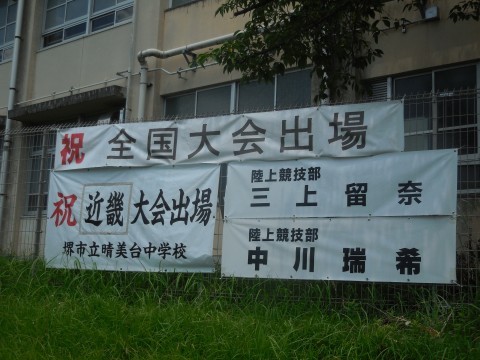 祝 全国大会出場
祝 近畿 大会出場
堺市立晴美台中学校
陸上競技部
三上留奈
陸上競技部
中川瑞希